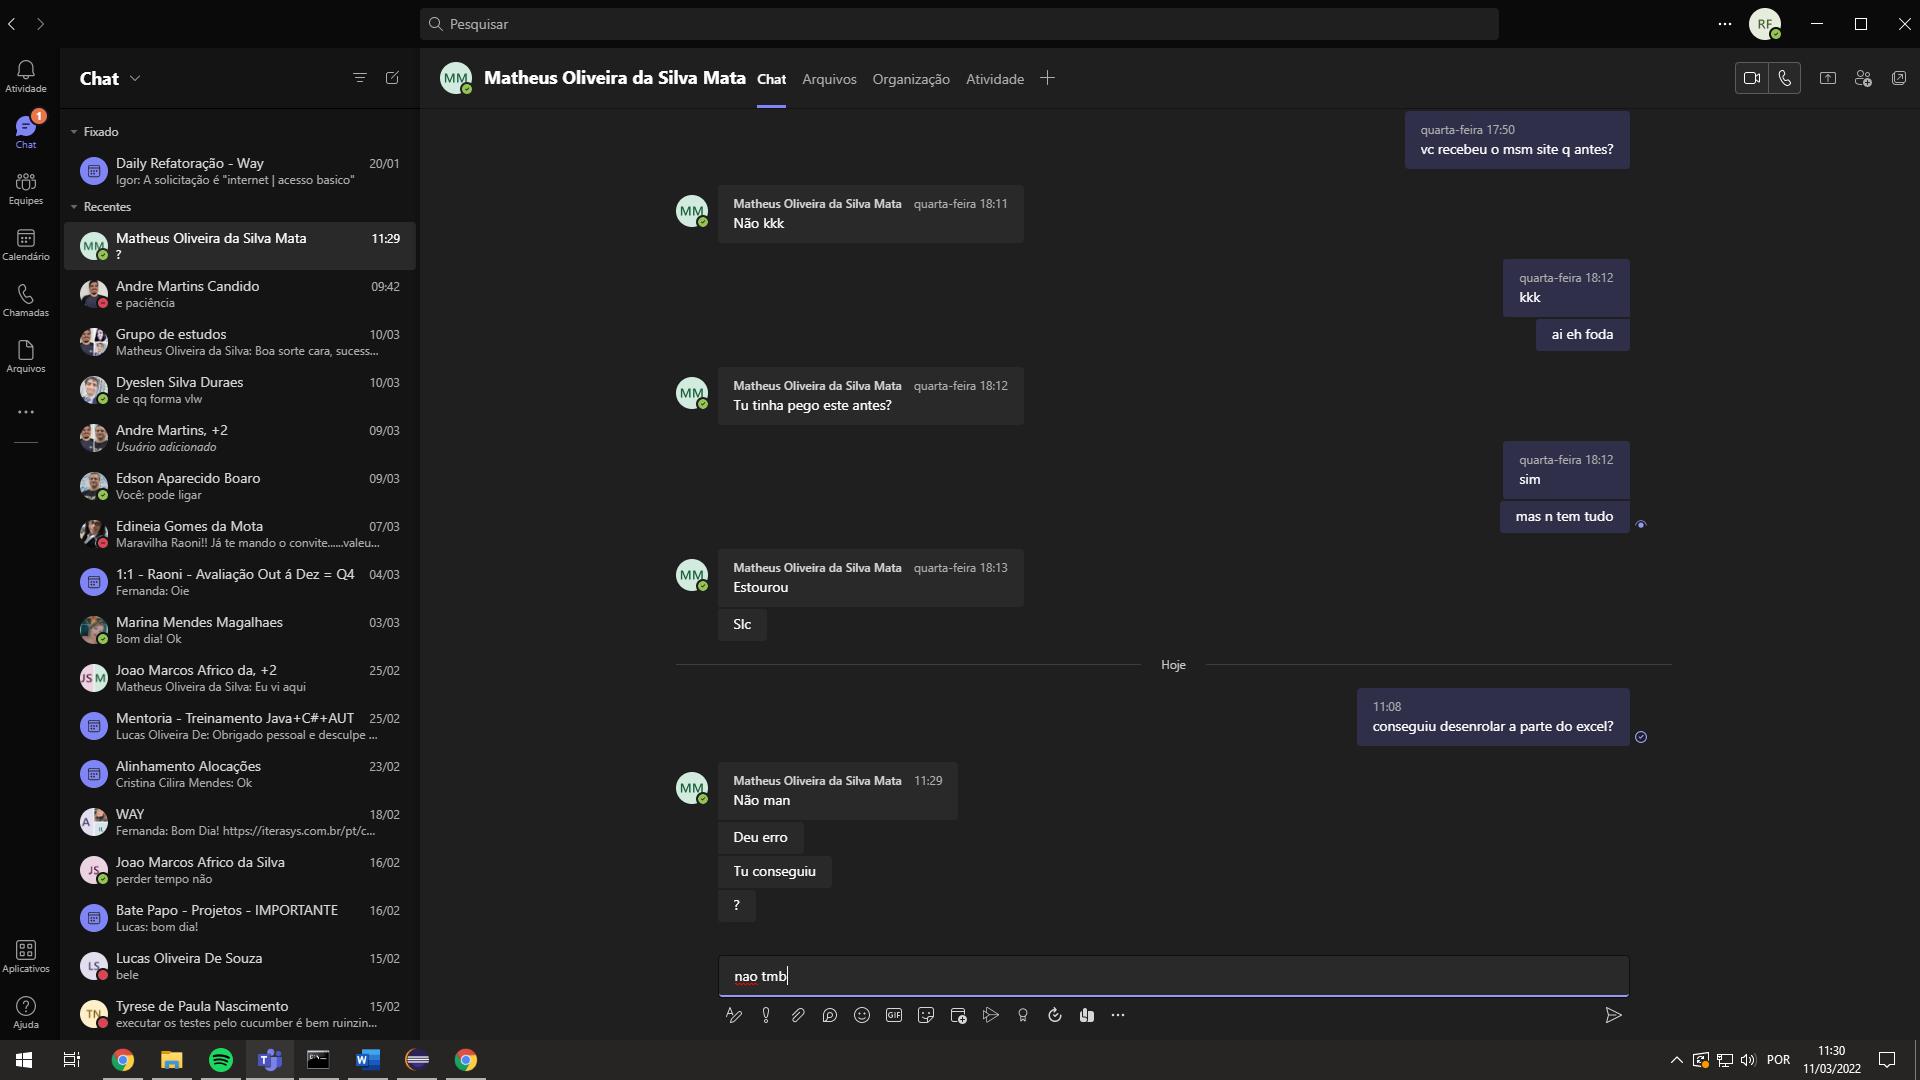 Pesquisar
RF
Atividade
1
Chat
Equipes
Calendário
Chamadas
Arquivos
Aplicativos
Ajuda
Chat
Fixado
Daily Refatoração - Way 20/01
Igor: A solicitação é "internet | acesso basico"
Recentes
MM Matheus Oliveira da Silva Mata 11:29
?
Andre Martins Candido 09:42
e paciência
Grupo de estudos 10/03
Matheus Oliveira da Silva: Boa sorte cara, sucess...
Dyeslen Silva Duraes 10/03
de qq forma vlw
Andre Martins, +2 09/03
Usuário adicionado
Edson Aparecido Boaro 09/03
Você: pode ligar
Edineia Gomes da Mota 07/03
Maravilha Raoni!! Já te mando o convite......valeu...
1:1 - Raoni - Avaliação Out á Dez = Q4 04/03
Fernanda: Oie
Marina Mendes Magalhaes 03/03
Bom dia! Ok
JS M Joao Marcos Africo da, +2 25/02
Matheus Oliveira da Silva: Eu vi aqui
Mentoria - Treinamento Java+C#+AUT 25/02
Lucas Oliveira De: Obrigado pessoal e desculpe ...
Alinhamento Alocações 23/02
Cristina Cilira Mendes: Ok
A WAY 18/02
Fernanda: Bom Dia! https://iterasys.com.br/pt/c...
JS Joao Marcos Africo da Silva 16/02
perder tempo não
Bate Papo - Projetos - IMPORTANTE 16/02
Lucas: bom dia!
LS Lucas Oliveira De Souza 15/02
bele
TN Tyrese de Paula Nascimento 15/02
executar os testes pelo cucumber é bem ruinzin...
MM Matheus Oliveira da Silva Mata Chat Arquivos Organização Atividade
quarta-feira 17:50
vc recebeu o msm site q antes?
MM Matheus Oliveira da Silva Mata quarta-feira 18:11
Não kkk
quarta-feira 18:12
kkk
ai eh foda
MM Matheus Oliveira da Silva Mata quarta-feira 18:12
Tu tinha pego este antes?
quarta-feira 18:12
sim
mas n tem tudo
MM Matheus Oliveira da Silva Mata quarta-feira 18:13
Estourou
Slc
Hoje
11:08
conseguiu desenrolar a parte do excel?
MM Matheus Oliveira da Silva Mata 11:29
Não man
Deu erro
Tu conseguiu
?
nao tmb
GIF
POR
11:30
11/03/2022